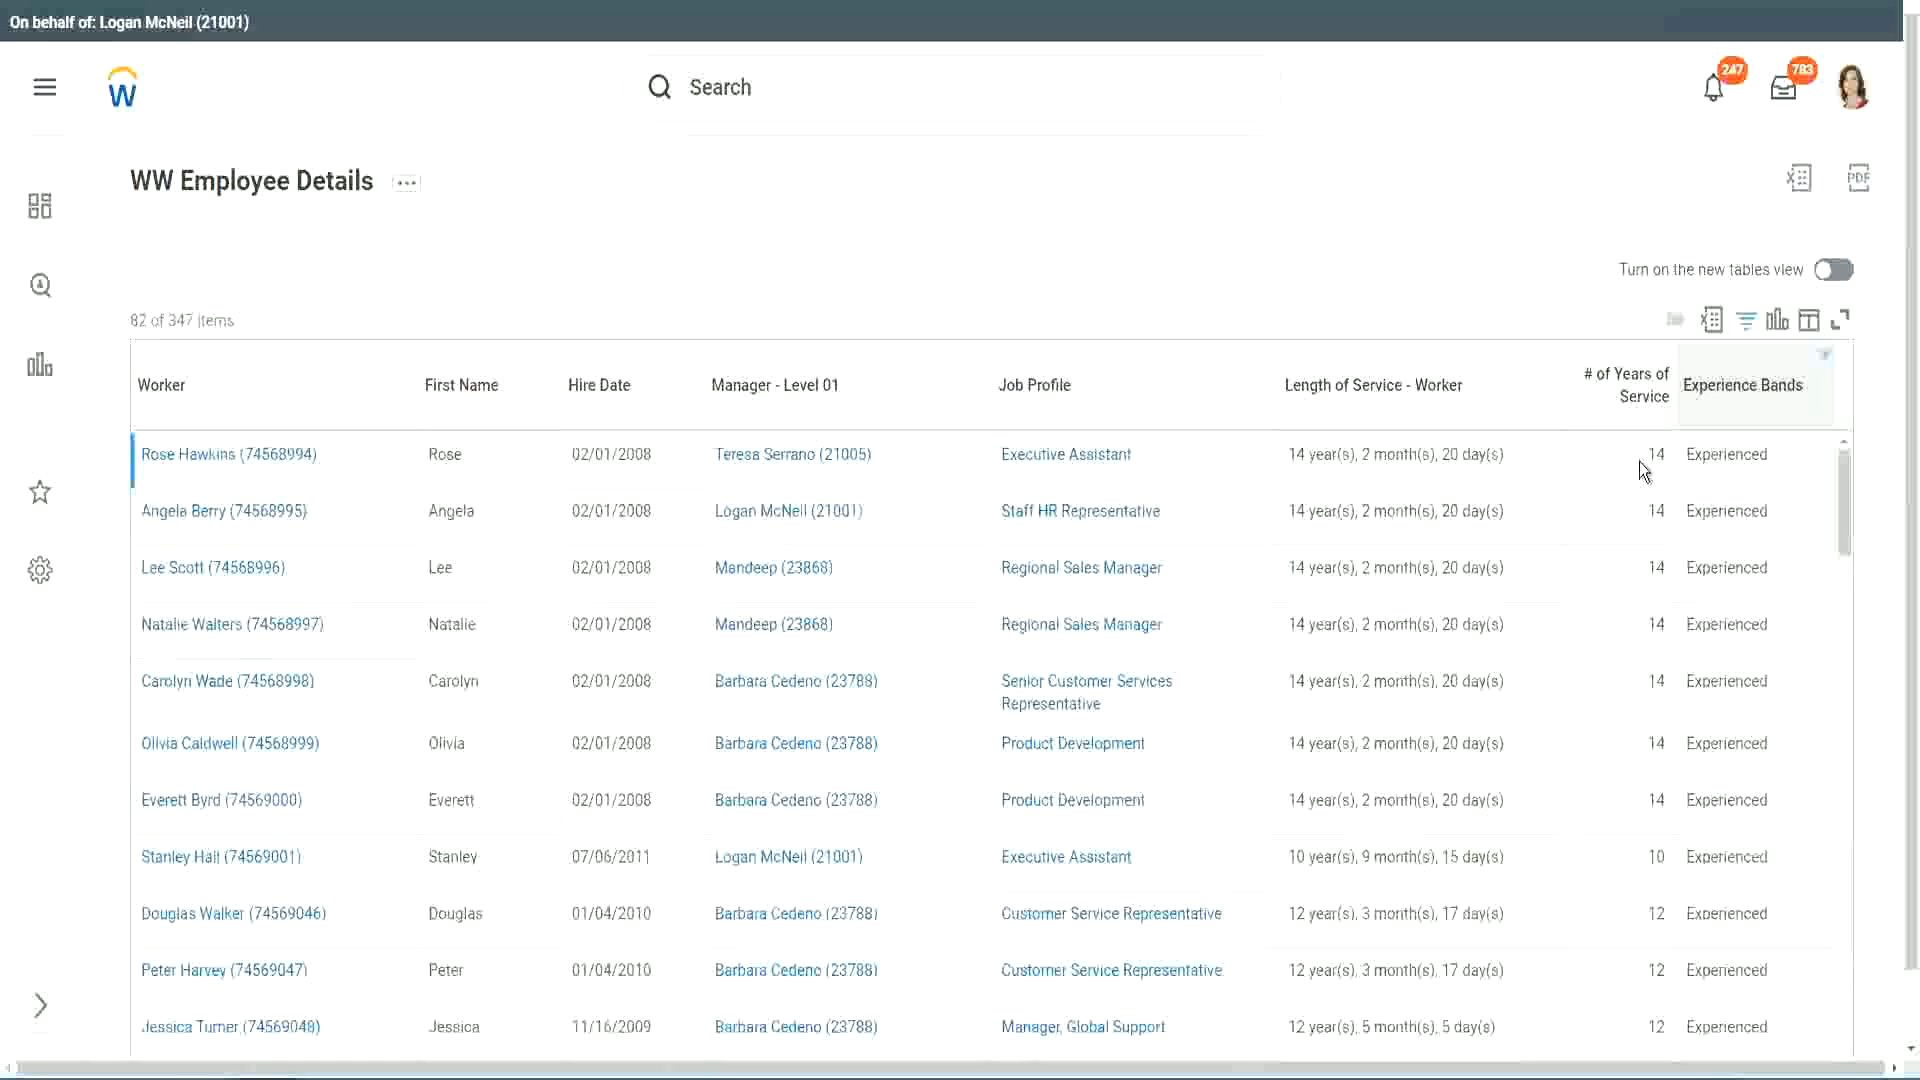 On behalf of: Logan McNeil (21001)
Search
247
783
WW Employee Details
PDF
Turn on the new tables view
82 of 347 items
Worker First Name Hire Date Manager - Level 01 Job Profile Length of Service - Worker # of Years of Service Experience Bands
Rose Hawkins (74568994) Rose 02/01/2008 Teresa Serrano (21005) Executive Assistant 14 year(s), 2 month(s), 20 day(s) 14 Experienced
Angela Berry (74568995) Angela 02/01/2008 Logan McNeil (21001) Staff HR Representative 14 year(s), 2 month(s), 20 day(s) 14 Experienced
Lee Scott (74568996) Lee 02/01/2008 Mandeep (23868) Regional Sales Manager 14 year(s), 2 month(s), 20 day(s) 14 Experienced
Natalie Walters (74568997) Natalie 02/01/2008 Mandeep (23868) Regional Sales Manager 14 year(s), 2 month(s), 20 day(s) 14 Experienced
Carolyn Wade (74568998) Carolyn 02/01/2008 Barbara Cedeno (23788) Senior Customer Services Representative 14 year(s), 2 month(s), 20 day(s) 14 Experienced
Olivia Caldwell (74568999) Olivia 02/01/2008 Barbara Cedeno (23788) Product Development 14 year(s), 2 month(s), 20 day(s) 14 Experienced
Everett Byrd (74569000) Everett 02/01/2008 Barbara Cedeno (23788) Product Development 14 year(s), 2 month(s), 20 day(s) 14 Experienced
Stanley Hall (74569001) Stanley 07/06/2011 Logan McNeil (21001) Executive Assistant 10 year(s), 9 month(s), 15 day(s) 10 Experienced
Douglas Walker (74569046) Douglas 01/04/2010 Barbara Cedeno (23788) Customer Service Representative 12 year(s), 3 month(s), 17 day(s) 12 Experienced
Peter Harvey (74569047) Peter 01/04/2010 Barbara Cedeno (23788) Customer Service Representative 12 year(s), 3 month(s), 17 day(s) 12 Experienced
Jessica Turner (74569048) Jessica 11/16/2009 Barbara Cedeno (23788) Manager, Global Support 12 year(s), 5 month(s), 5 day(s) 12 Experienced